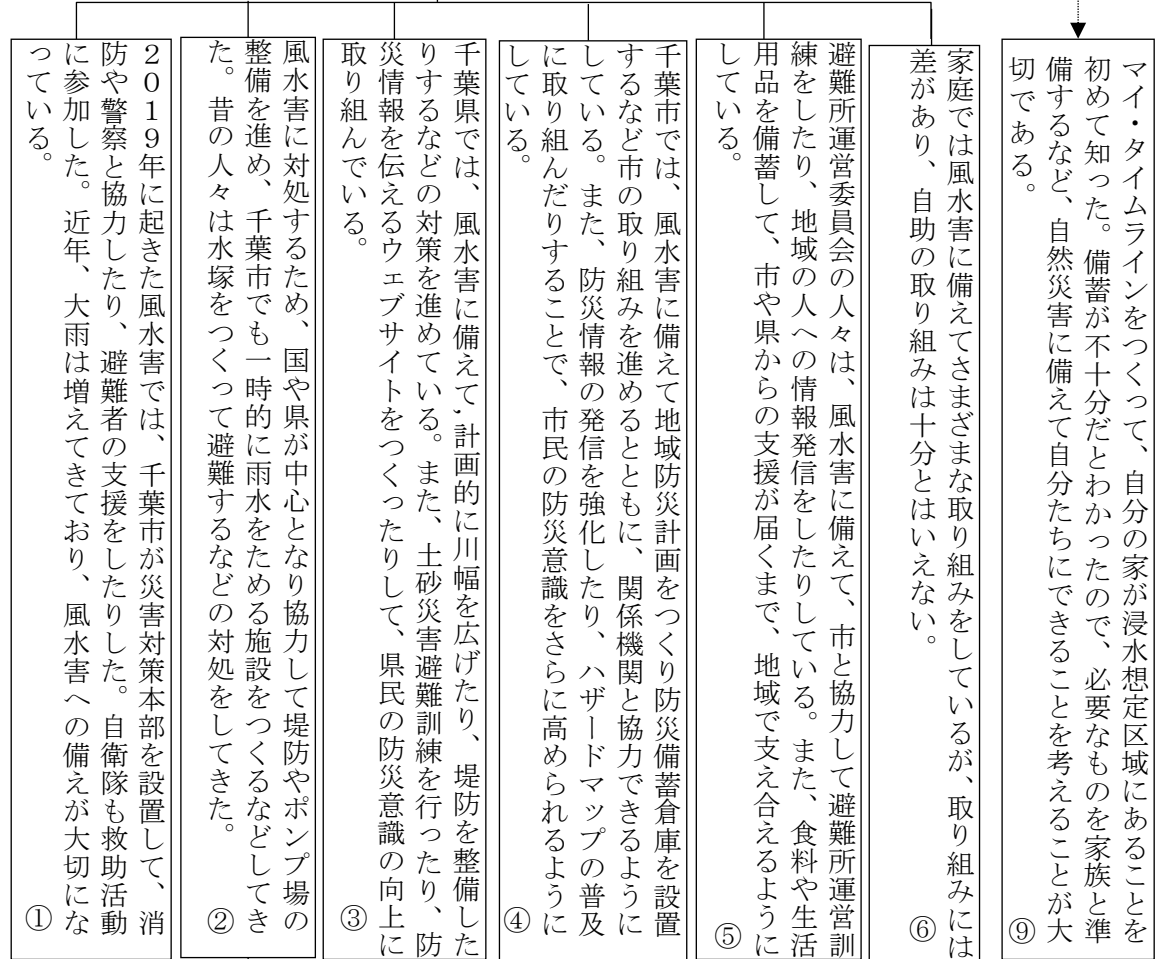 マイ・タイムラインをつくって、自分の家が浸水想定区域にあることを
初めて知った。備蓄が不十分だとわかったので、必要なものを家族と準
備するなど、自然災害に備えて自分たちにできることを考えることが大
切である。
⑨
家庭では風水害に備えてさまざまな取り組みをしているが、取り組みには
差があり、自助の取り組みは十分とはいえない。
⑥
避難所運営委員会の人々は、風水害に備えて、市と協力して避難所運営訓
練をしたり、地域の人への情報発信をしたりしている。また、食料や生活
用品を備蓄して、市や県からの支援が届くまで、地域で支え合えるように
している。
⑤
千葉市では、風水害に備えて地域防災計画をつくり防災備蓄倉庫を設置
するなど市の取り組みを進めるとともに、関係機関と協力できるように
している。また、防災情報の発信を強化したり、ハザードマップの普及
に取り組んだりすることで、市民の防災意識をさらに高められるように
している。
④
千葉県では、風水害に備えて,計画的に川幅を広げたり、堤防を整備した
りするなどの対策を進めている。また、土砂災害避難訓練を行ったり、防
災情報を伝えるウェブサイトをつくったりして、県民の防災意識の向上に
取り組んでいる。
③
風水害に対処するため、国や県が中心となり協力して堤防やポンプ場の
整備を進め、千葉市でも一時的に雨水をためる施設をつくるなどしてき
た。昔の人々は水塚をつくって避難するなどの対処をしてきた。
②
2019年に起きた風水害では、千葉市が災害対策本部を設置して、消
防や警察と協力したり、避難者の支援をしたりした。自衛隊も救助活動
に参加した。近年、大雨は増えてきており、風水害への備えが大切にな
っている。
①